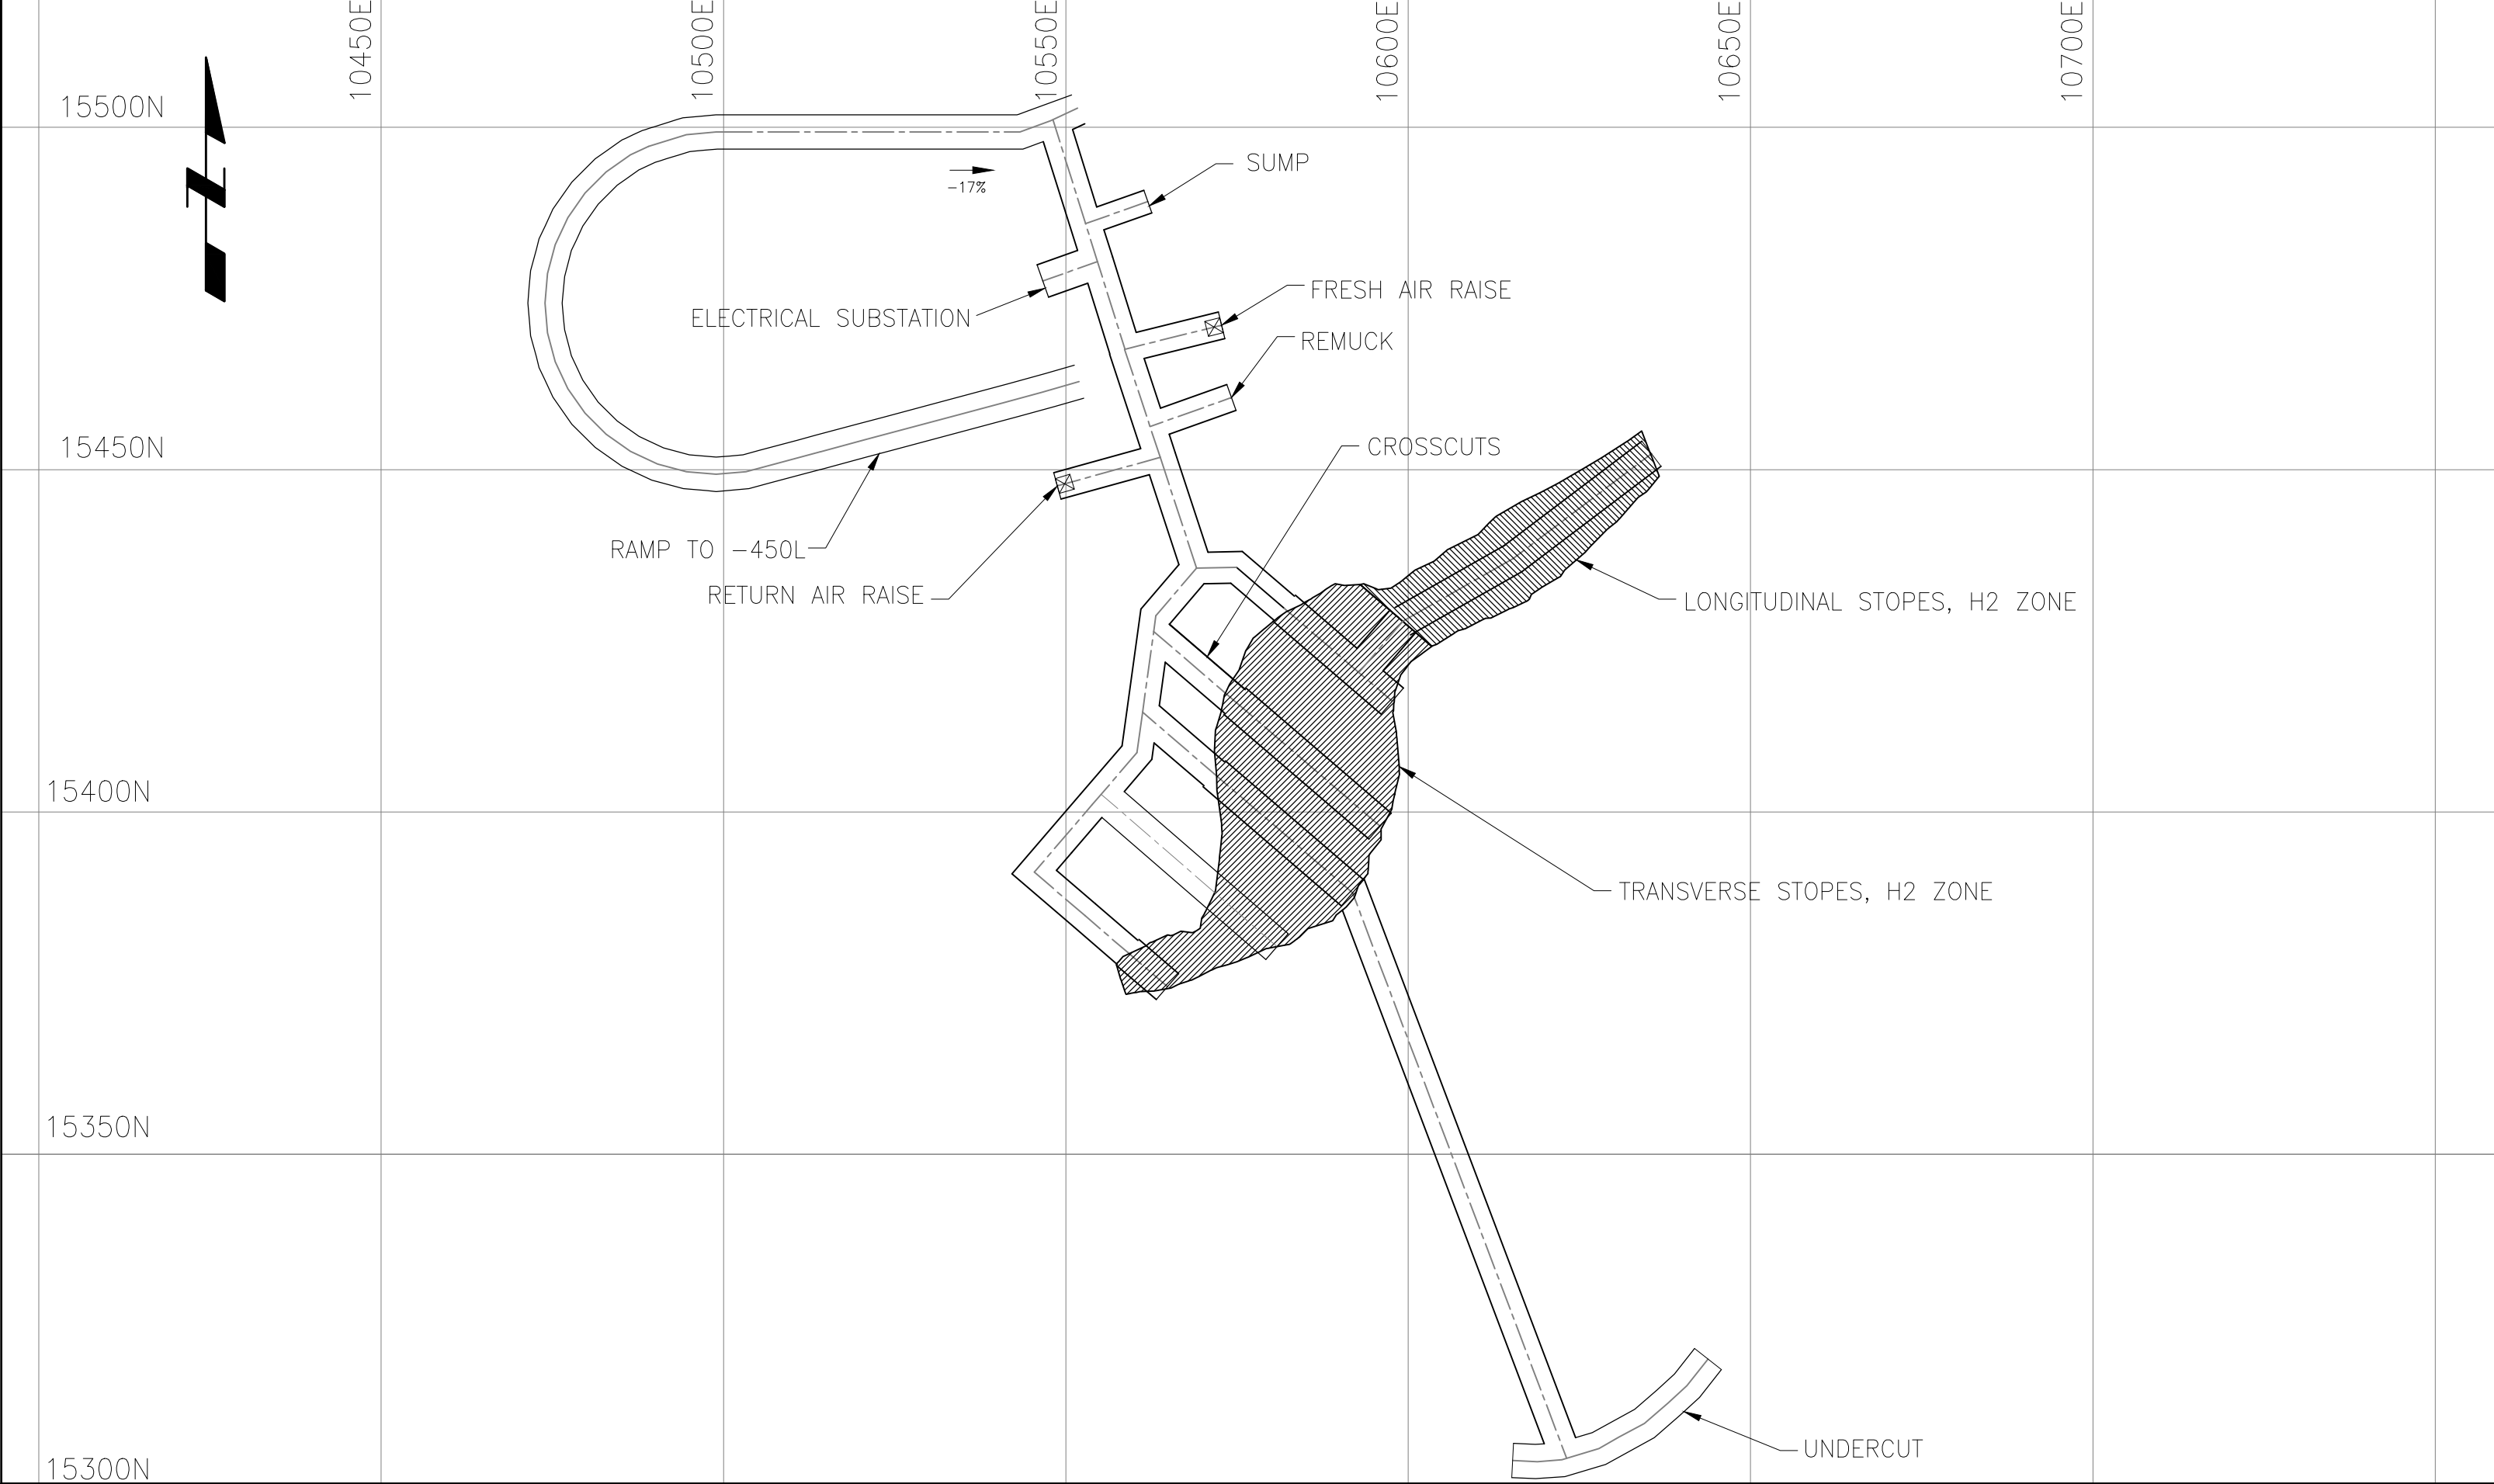 10450E
10500E
10550E
10600E
10650E
10700E
15500N
N
SUMP
-17%
FRESH AIR RAISE
ELECTRICAL SUBSTATION
REMUCK
15450N
CROSSCUTS
RAMP TO -450L
RETURN AIR RAISE
LONGITUDINAL STOPES, H2 ZONE
15400N
TRANSVERSE STOPES, H2 ZONE
15350N
UNDERCUT
15300N